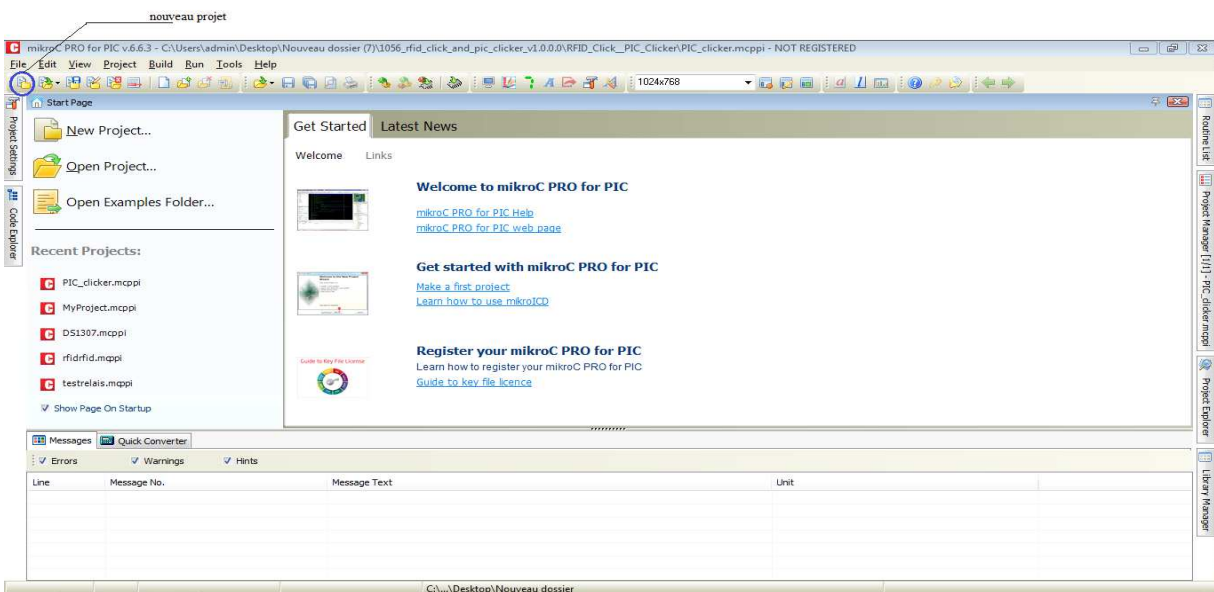 nouveau projet
mikroC PRO for PIC v.6.6.3 - C:\Users\admin\Desktop\Nouveau dossier (7)\1056_rfid_click_and_pic_clicker_v1.0.0.0\RFID_Click__PIC_Clicker\PIC_clicker.mcppi - NOT REGISTERED
File Edit View Project Build Run Tools Help
1024x768
Start Page
Project Settings
Code Explorer
New Project...
Open Project...
Open Examples Folder...
Recent Projects:
PIC_clicker.mcppi
MyProject.mcppi
DS1307.mcppi
rfidrfid.mcppi
testrelais.mcppi
Show Page On Startup
Get Started Latest News
Welcome Links
Welcome to mikroC PRO for PIC
mikroC PRO for PIC Help
mikroC PRO for PIC web page
Get started with mikroC PRO for PIC
Make a first project
Learn how to use mikroICD
Register your mikroC PRO for PIC
Learn how to register your mikroC PRO for PIC
Guide to key file licence
Guide to Key File License
Routine List
Project Manager [1/1] - PIC_clicker.mcppi
Project Explorer
Library Manager
Messages Quick Converter
Errors Warnings Hints
Line Message No. Message Text Unit
C:\...\Desktop\Nouveau dossier